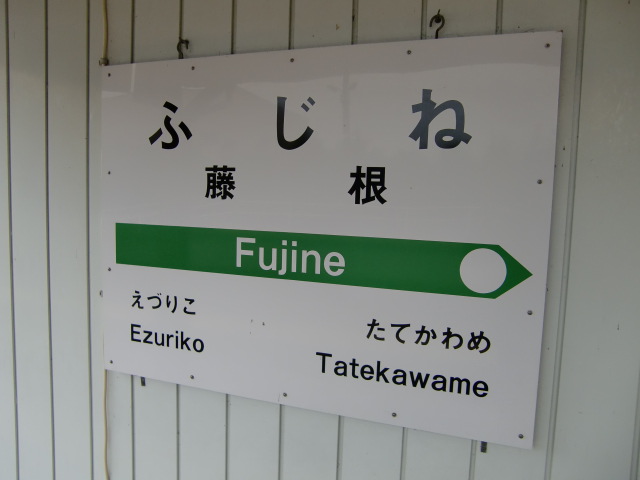 ふじね
藤根
Fujine
えづりこ
Ezuriko
たてかわめ
Tatekawame